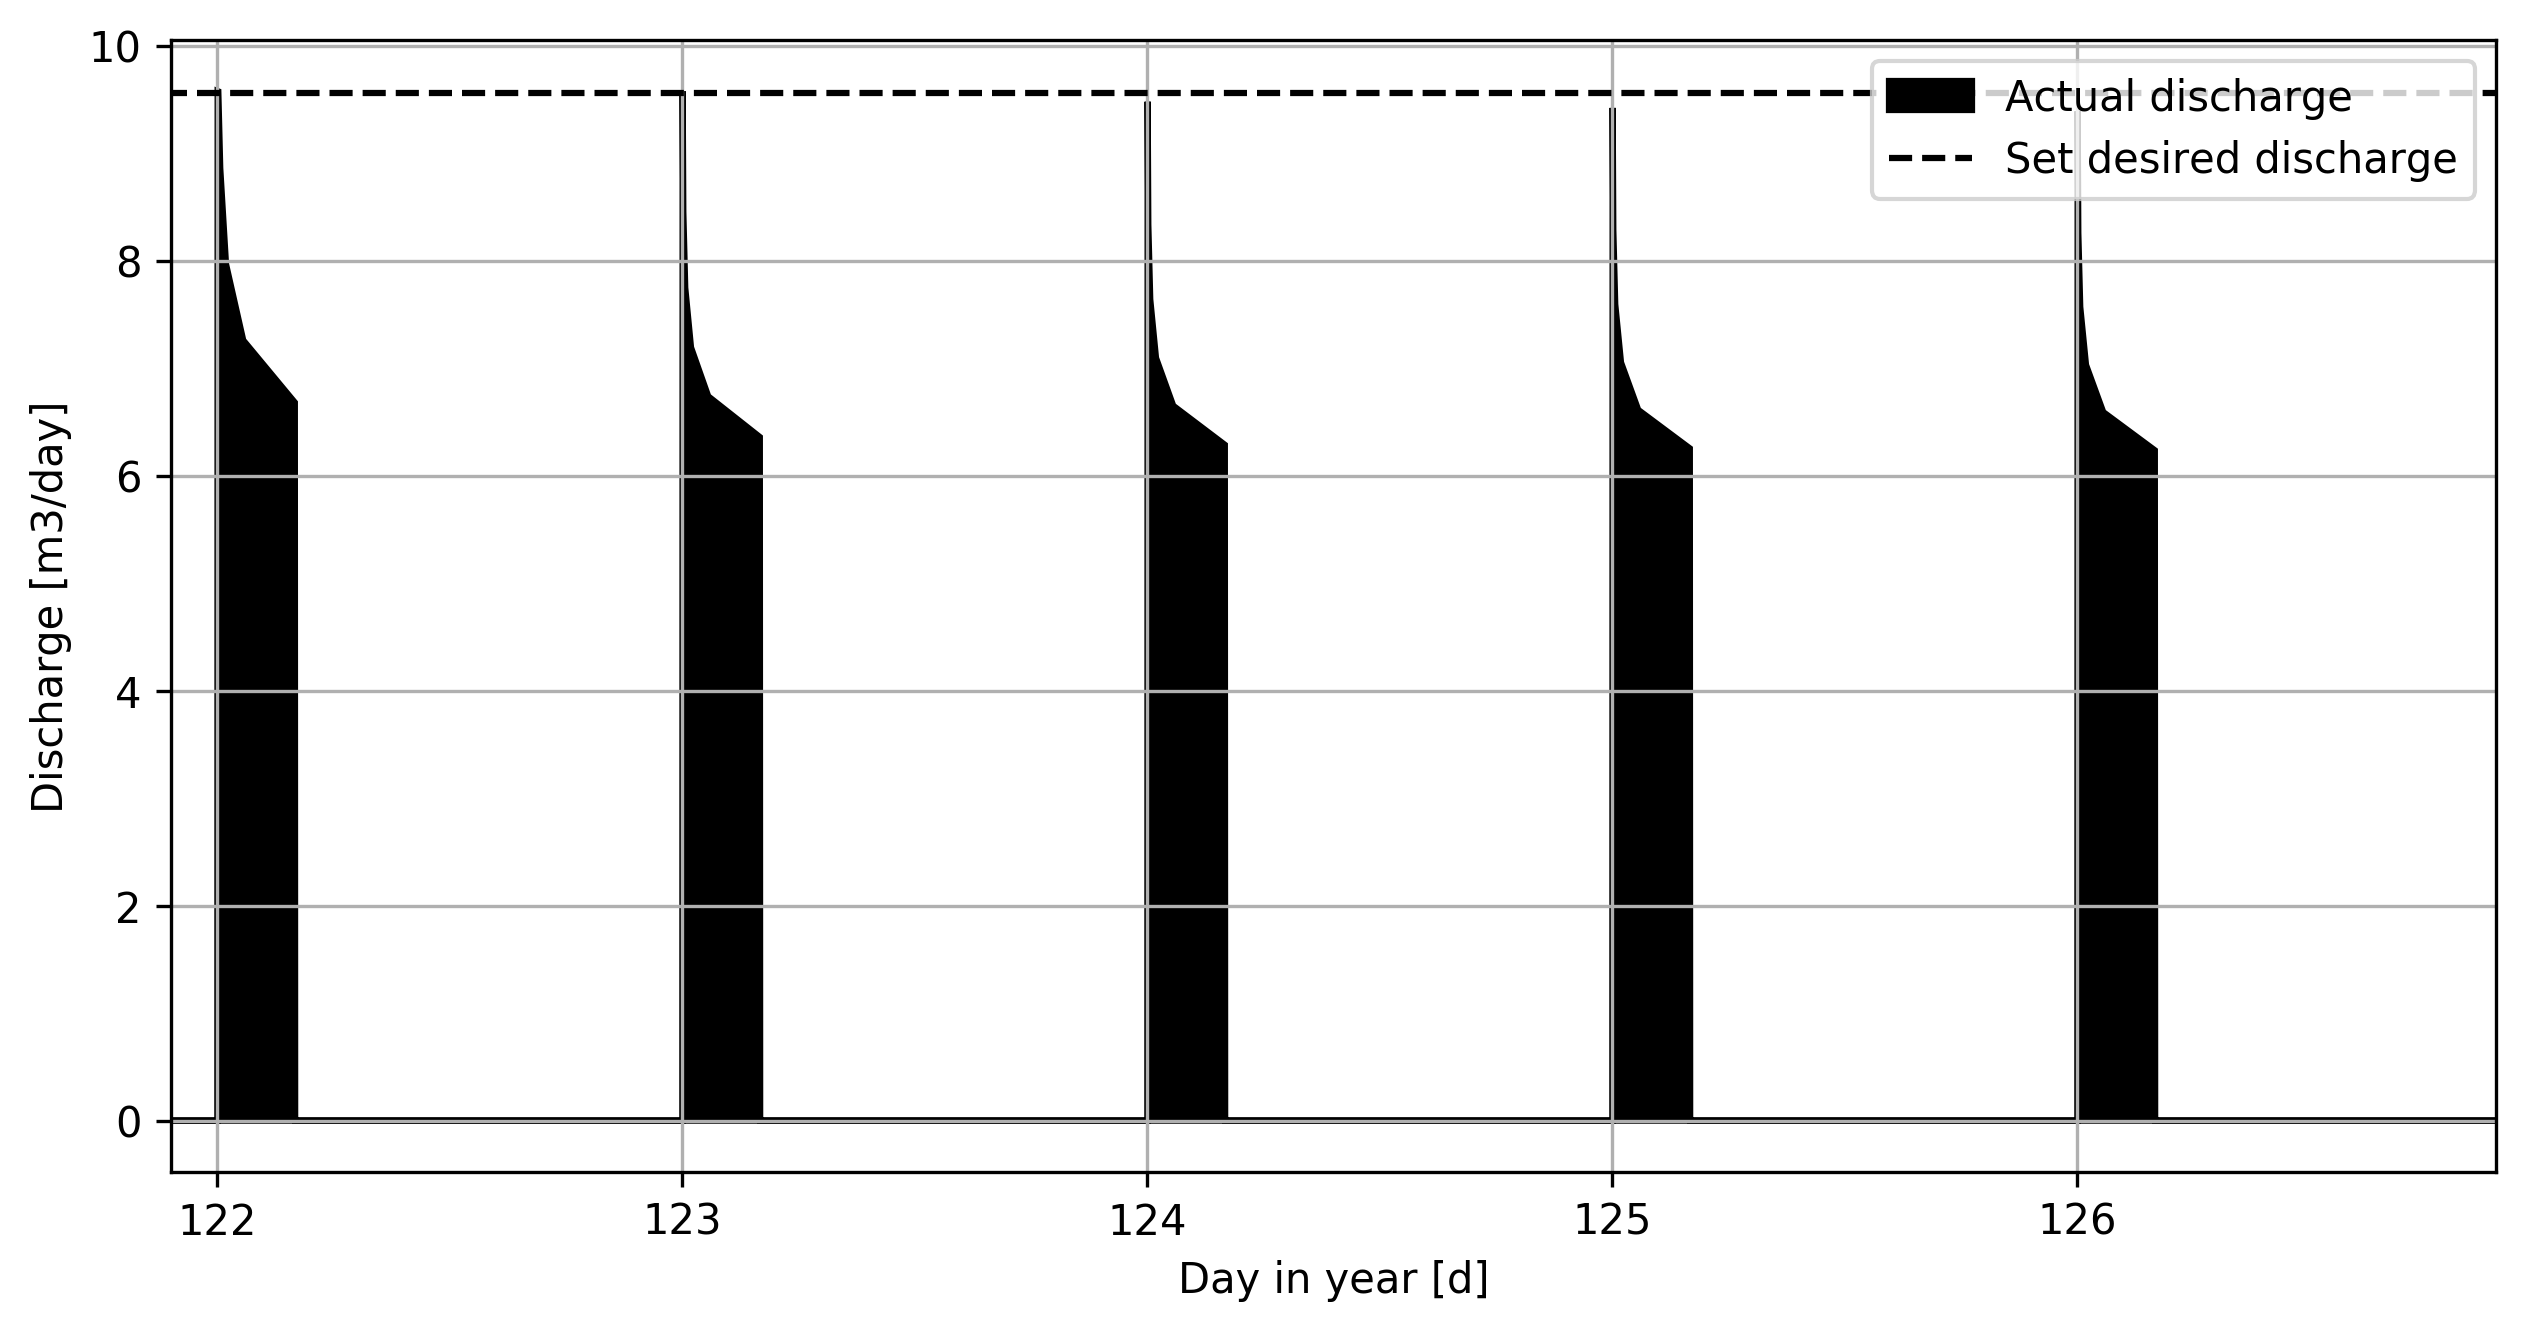 10
8
6
4
2
0
Discharge [m3/day]
Actual discharge
Set desired discharge
122 123 124 125 126
Day in year [d]